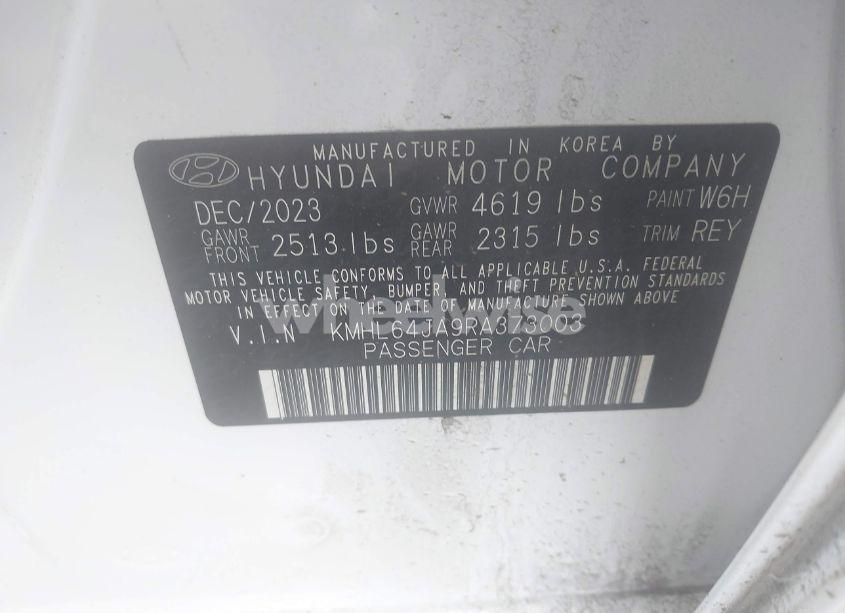 MANUFACTURED IN KOREA BY
HYUNDAI MOTOR COMPANY
DEC/2023 GVWR 4619 lbs PAINT W6H
GAWR FRONT 2513 lbs GAWR REAR 2315 lbs TRIM REY
THIS VEHICLE CONFORMS TO ALL APPLICABLE U.S.A. FEDERAL
MOTOR VEHICLE SAFETY, BUMPER, AND THEFT PREVENTION STANDARDS
IN EFFECT ON THE DATE OF MANUFACTURE SHOWN ABOVE
wheelwise
V.I.N KMHL64JA9RA373003
PASSENGER CAR